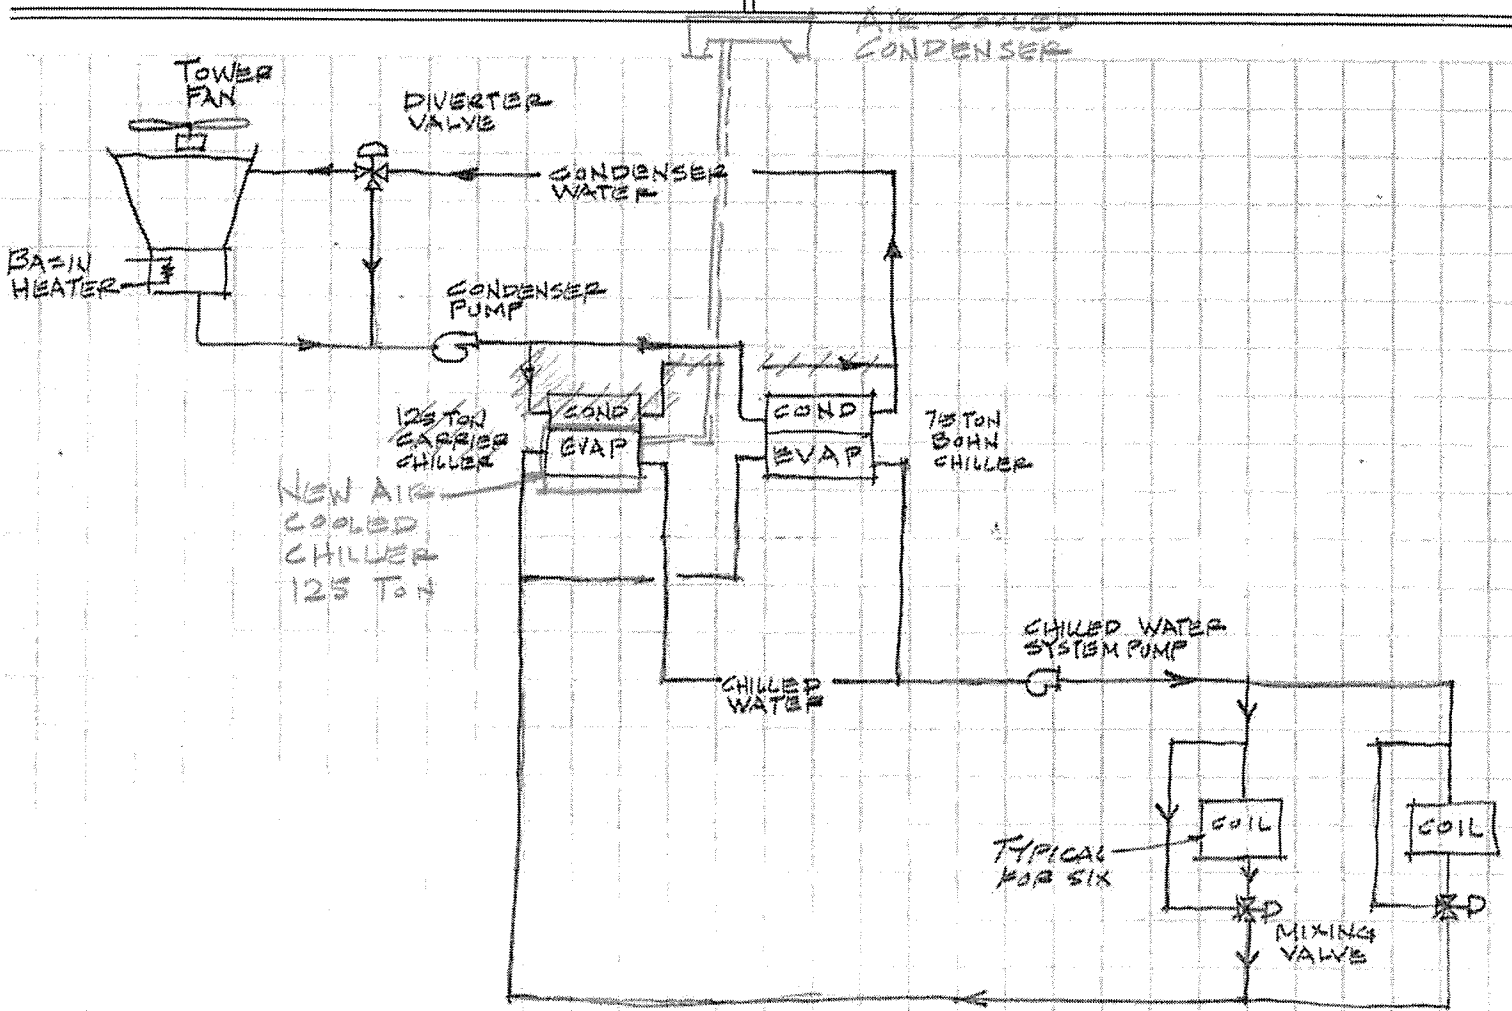 AIR COOLED
CONDENSER
TOWER
FAN
DIVERTER
VALVE
CONDENSER
WATER
BASIN
HEATER
CONDENSER
PUMP
125 TON
CARRIER
CHILLER
COND
EVAP
COND
EVAP
75 TON
BOHN
CHILLER
NEW AIR
COOLED
CHILLER
125 TON
CHILLED WATER
SYSTEM PUMP
CHILLED
WATER
COIL
COIL
TYPICAL
FOR SIX
MIXING
VALVE